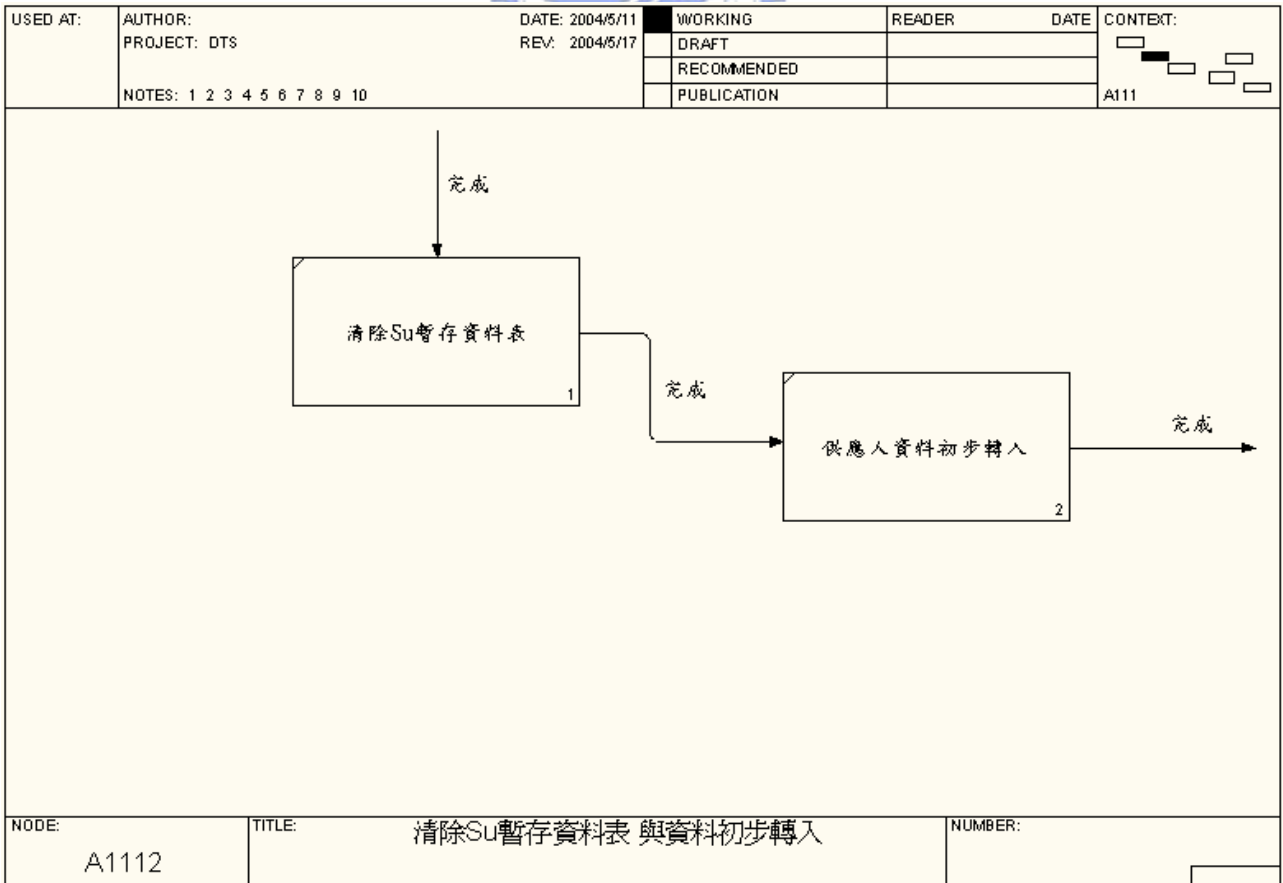 USED AT:
AUTHOR:
DATE: 2004/5/11
PROJECT: DTS
REV: 2004/5/17
NOTES: 1 2 3 4 5 6 7 8 9 10
WORKING
DRAFT
RECOMMENDED
PUBLICATION
READER
DATE
CONTEXT:
A111
完成
清除Su暫存資料表
1
完成
供應人資料初步轉入
2
完成
NODE:
A1112
TITLE:
清除Su暫存資料表 與資料初步轉入
NUMBER: